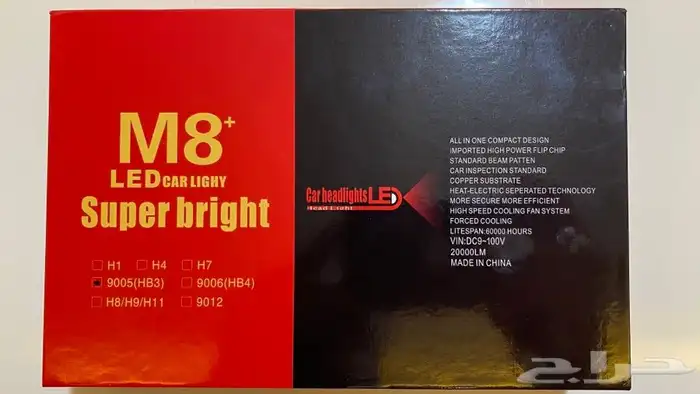 M8+
LED CAR LIGHY
Super bright
H1 H4 H7
9005(HB3) 9006(HB4)
H8/H9/H11 9012
Car headlights LED
Head Light
ALL IN ONE COMPACT DESIGN
IMPORTED HIGH POWER FLIP CHIP
STANDARD BEAM PATTEN
CAR INSPECTION STANDARD
COPPER SUBSTRATE
HEAT-ELECTRIC SEPERATED TECHNOLOGY
MORE SECURE MORE EFFICIENT
HIGH SPEED COOLING FAN SYSTEM
FORCED COOLING
LITESPAN:60000 HOURS
VIN:DC9~100V
20000LM
MADE IN CHINA
حراج